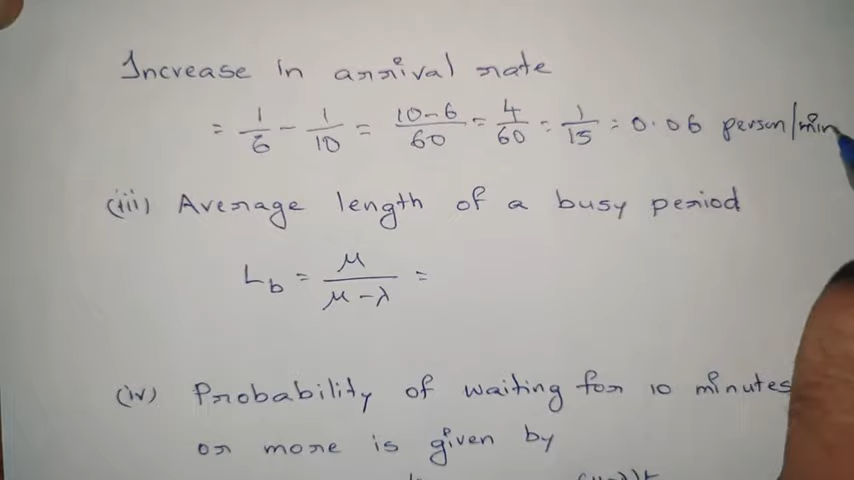 Increase in arrival rate
= 1/6 - 1/10 = 10-6/60 = 4/60 = 1/15 = 0.06 person/min
(iii) Average length of a busy period
Lb = μ/μ-λ =
(iv) Probability of waiting for 10 minutes
or more is given by